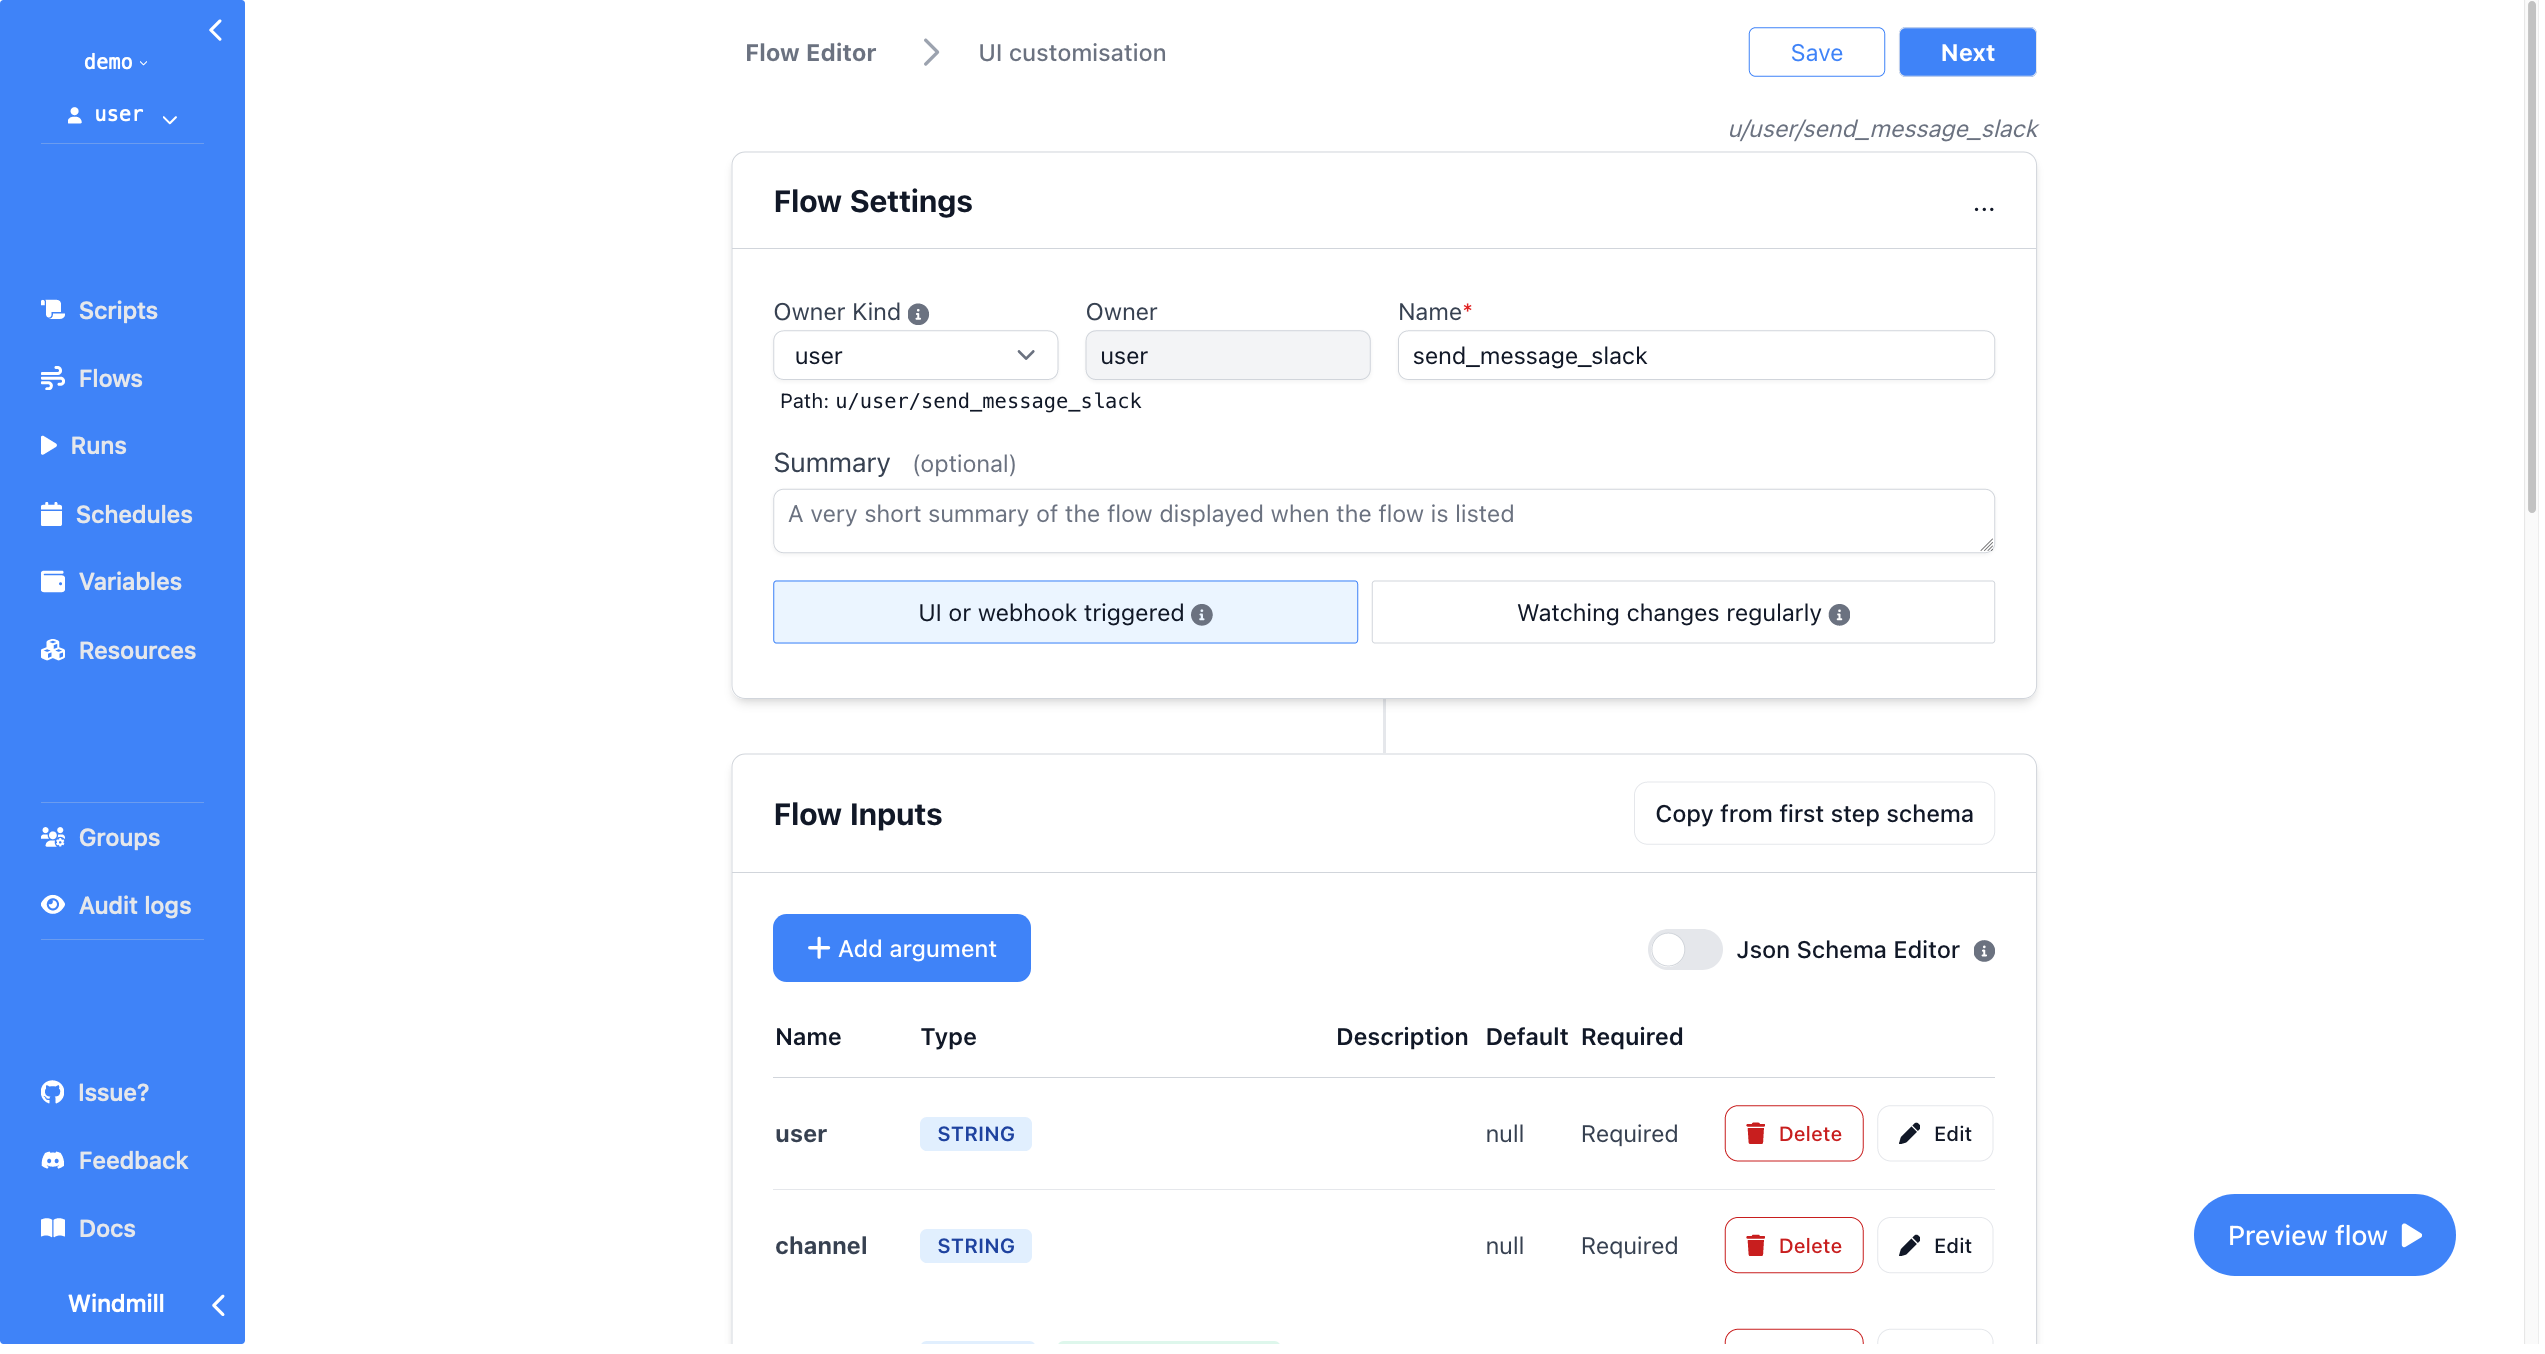 demo
user
Scripts
Flows
Runs
Schedules
Variables
Resources
Groups
Audit logs
Issue?
Feedback
Docs
Windmill
Flow Editor
UI customisation
Save
Next
u/user/send_message_slack
Flow Settings
...
Owner Kind
Owner
Name*
user
user
send_message_slack
Path: u/user/send_message_slack
Summary (optional)
A very short summary of the flow displayed when the flow is listed
UI or webhook triggered
Watching changes regularly
Flow Inputs
Copy from first step schema
+ Add argument
Json Schema Editor
Name Type Description Default Required
user STRING null Required Delete Edit
channel STRING null Required Delete Edit
Preview flow